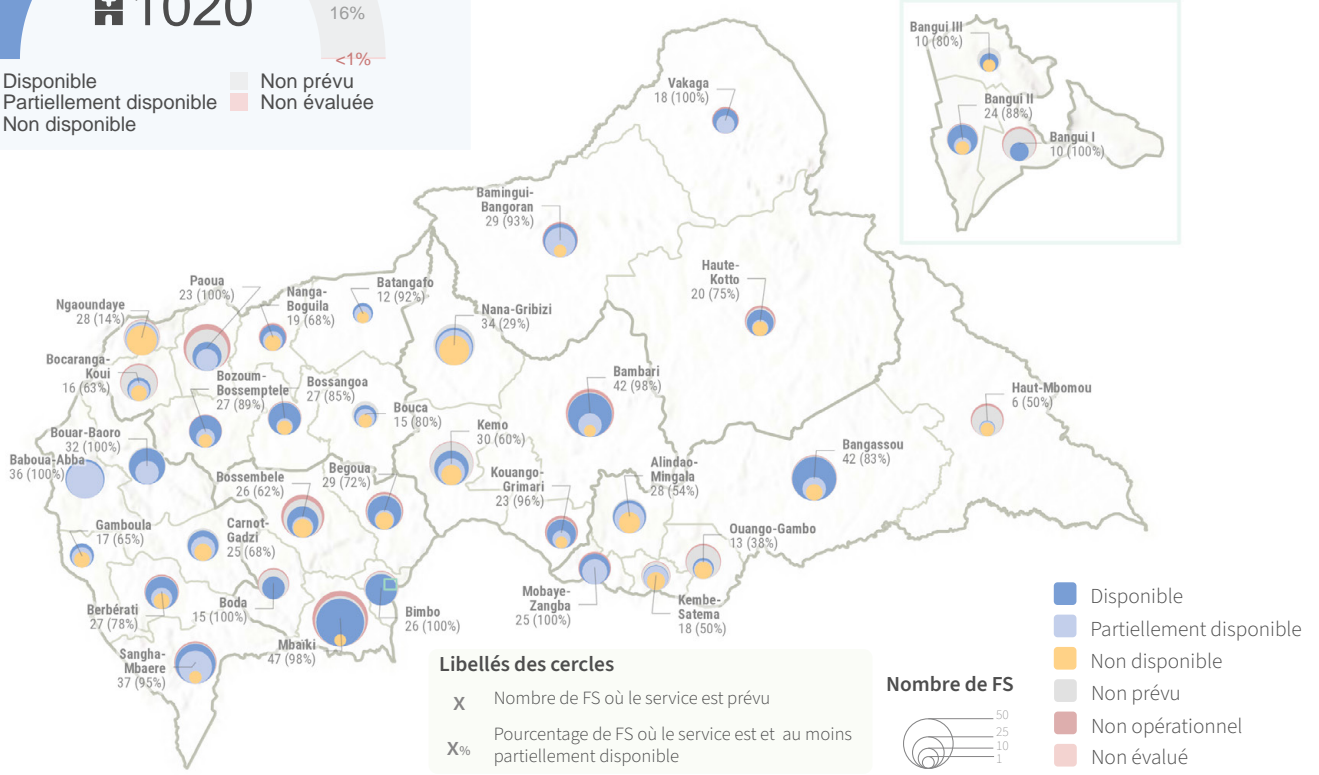 1020
16%
<1%
Disponible
Partiellement disponible
Non disponible
Non prévu
Non évaluée
Bangui III
10 (80%)
Bangui II
24 (88%)
Bangui I
10 (100%)
Vakaga
18 (100%)
Bamingui-
Bangoran
29 (93%)
Haute-
Kotto
20 (75%)
Paoua
23 (100%)
Nanga-
Boguila
19 (68%)
Batangafo
12 (92%)
Ngaoundaye
28 (14%)
Nana-Gribizi
34 (29%)
Bocaranga-
Koui
16 (63%)
Bozoum-
Bossemptele
27 (89%)
Bossangoa
27 (85%)
Bambari
42 (98%)
Haut-Mbomou
6 (50%)
Bouca
15 (80%)
Bouar-Baoro
32 (100%)
Kemo
30 (60%)
Bangassou
42 (83%)
Baboua-Abba
36 (100%)
Bossembele
26 (62%)
Begoua
29 (72%)
Kouango-
Grimari
23 (96%)
Alindao-
Mingala
28 (54%)
Gamboula
17 (65%)
Carnot-
Gadzi
25 (68%)
Ouango-Gambo
13 (38%)
Berbérati
27 (78%)
Boda
15 (100%)
Bimbo
26 (100%)
Mobaye-
Zangba
25 (100%)
Kembe-
Satema
18 (50%)
Mbaïki
47 (98%)
Sangha-
Mbaere
37 (95%)
Libellés des cercles
X Nombre de FS où le service est prévu
X% Pourcentage de FS où le service est et au moins
partiellement disponible
Nombre de FS
50
25
10
1
Disponible
Partiellement disponible
Non disponible
Non prévu
Non opérationnel
Non évalué